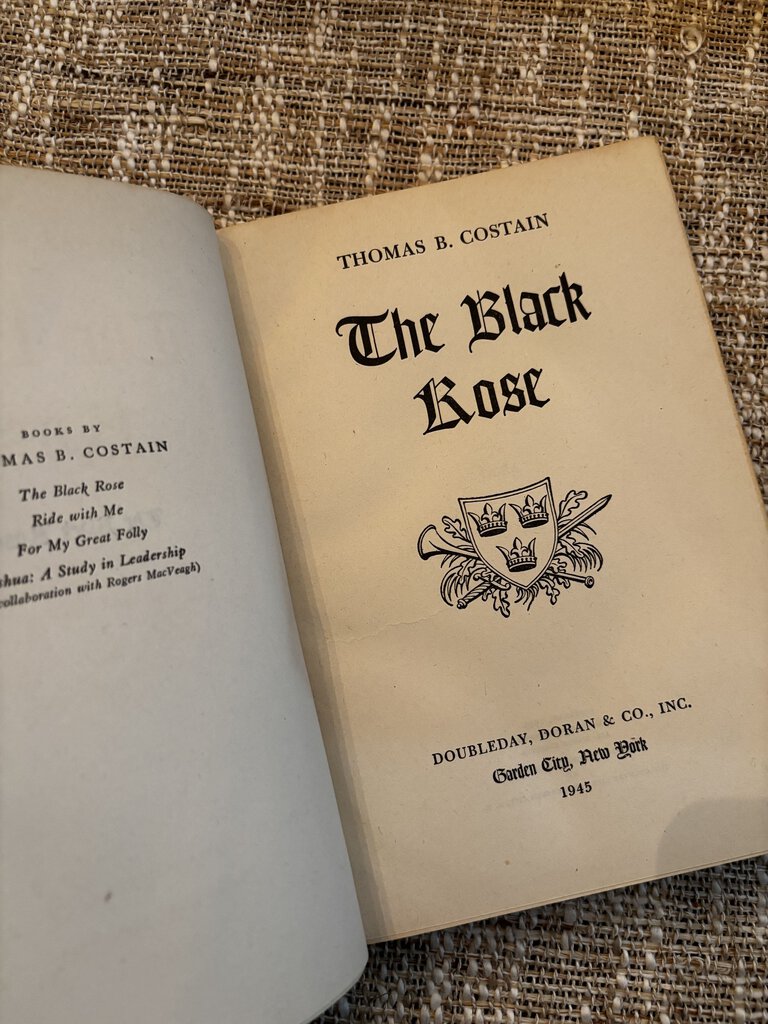 BOOKS BY
MAS B. COSTAIN
The Black Rose
Ride with Me
For My Great Folly
shua: A Study in Leadership
collaboration with Rogers MacVeagh)
THOMAS B. COSTAIN
The Black
Rose
DOUBLEDAY, DORAN & CO., INC.
Garden City, New York
1945